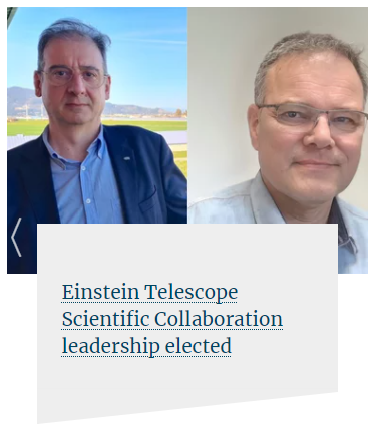 Einstein Telescope
Scientific Collaboration
leadership elected